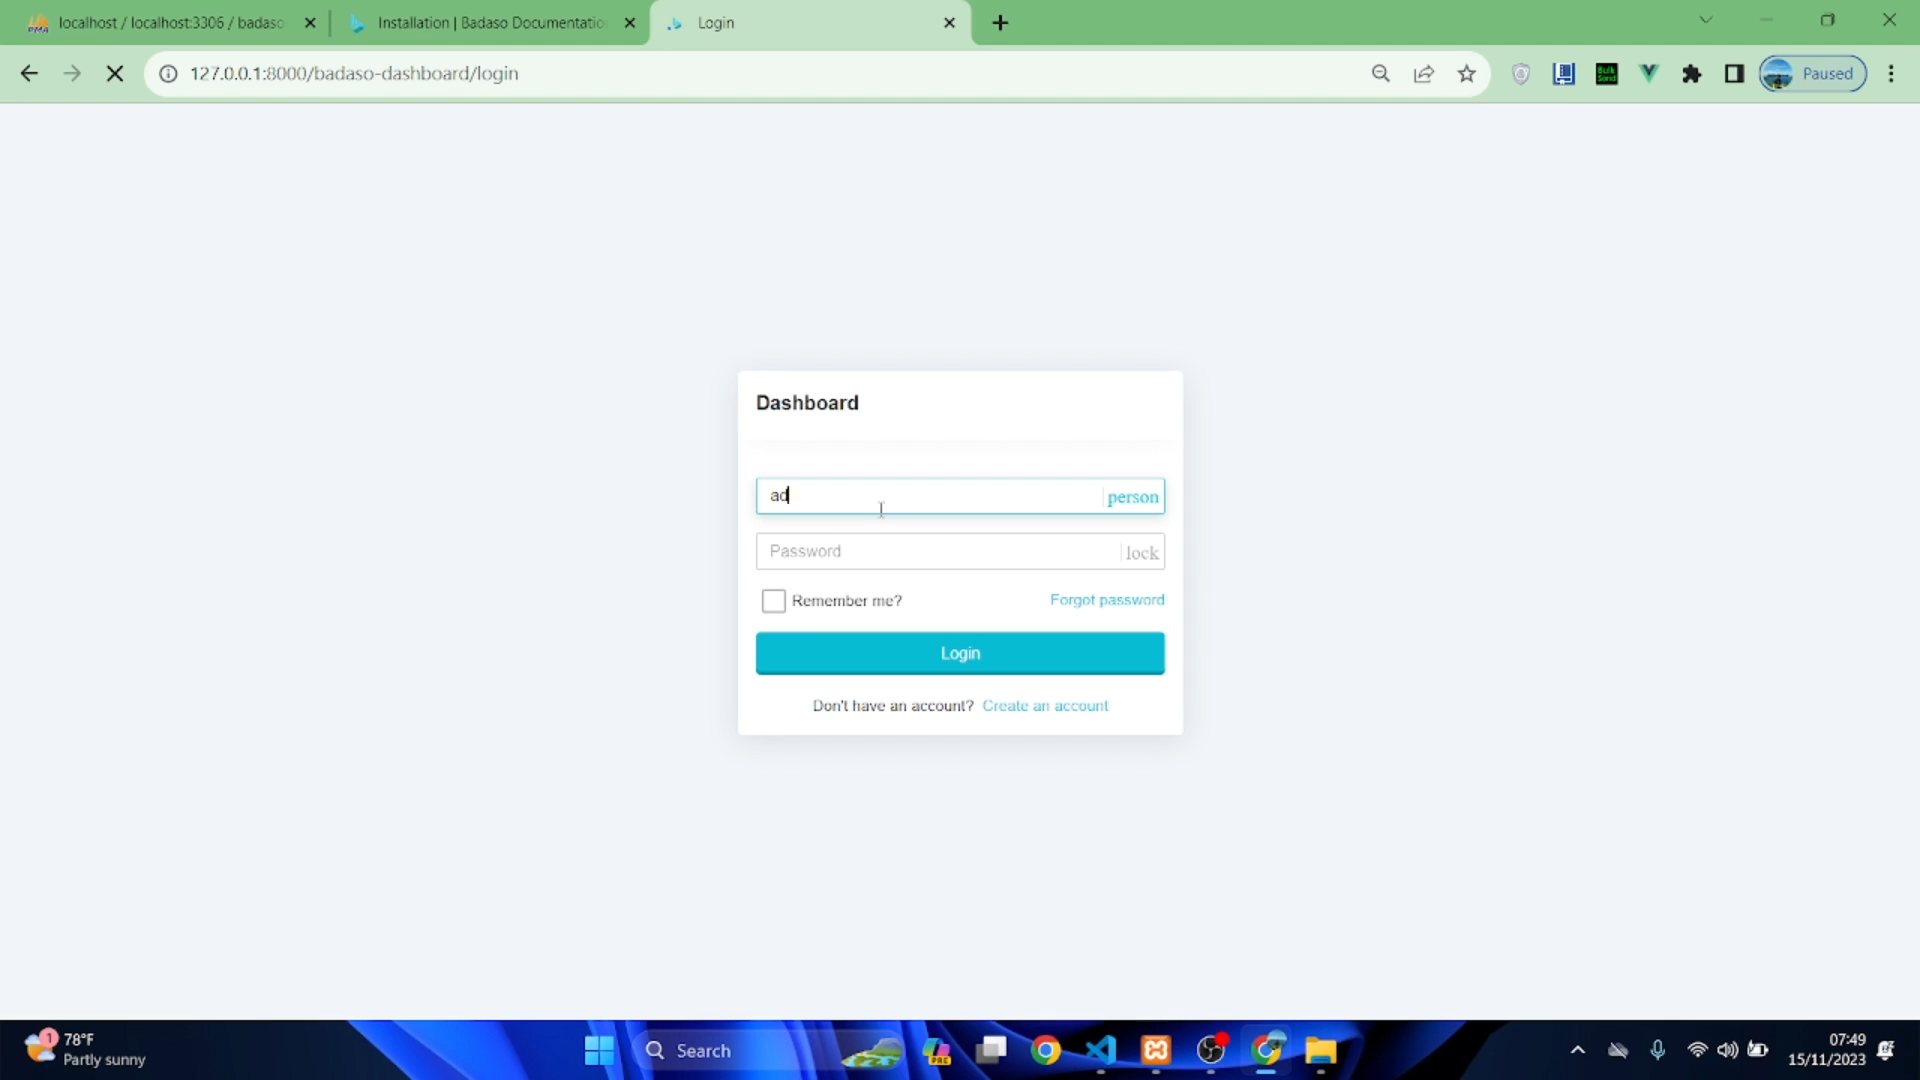 localhost / localhost:3306 / badaso
Installation | Badaso Documentatio
Login
127.0.0.1:8000/badaso-dashboard/login
Paused
Dashboard
ad
person
Password
lock
Remember me?
Forgot password
Login
Don't have an account? Create an account
1
78°F
Partly sunny
Search
PRE
07:49
15/11/2023